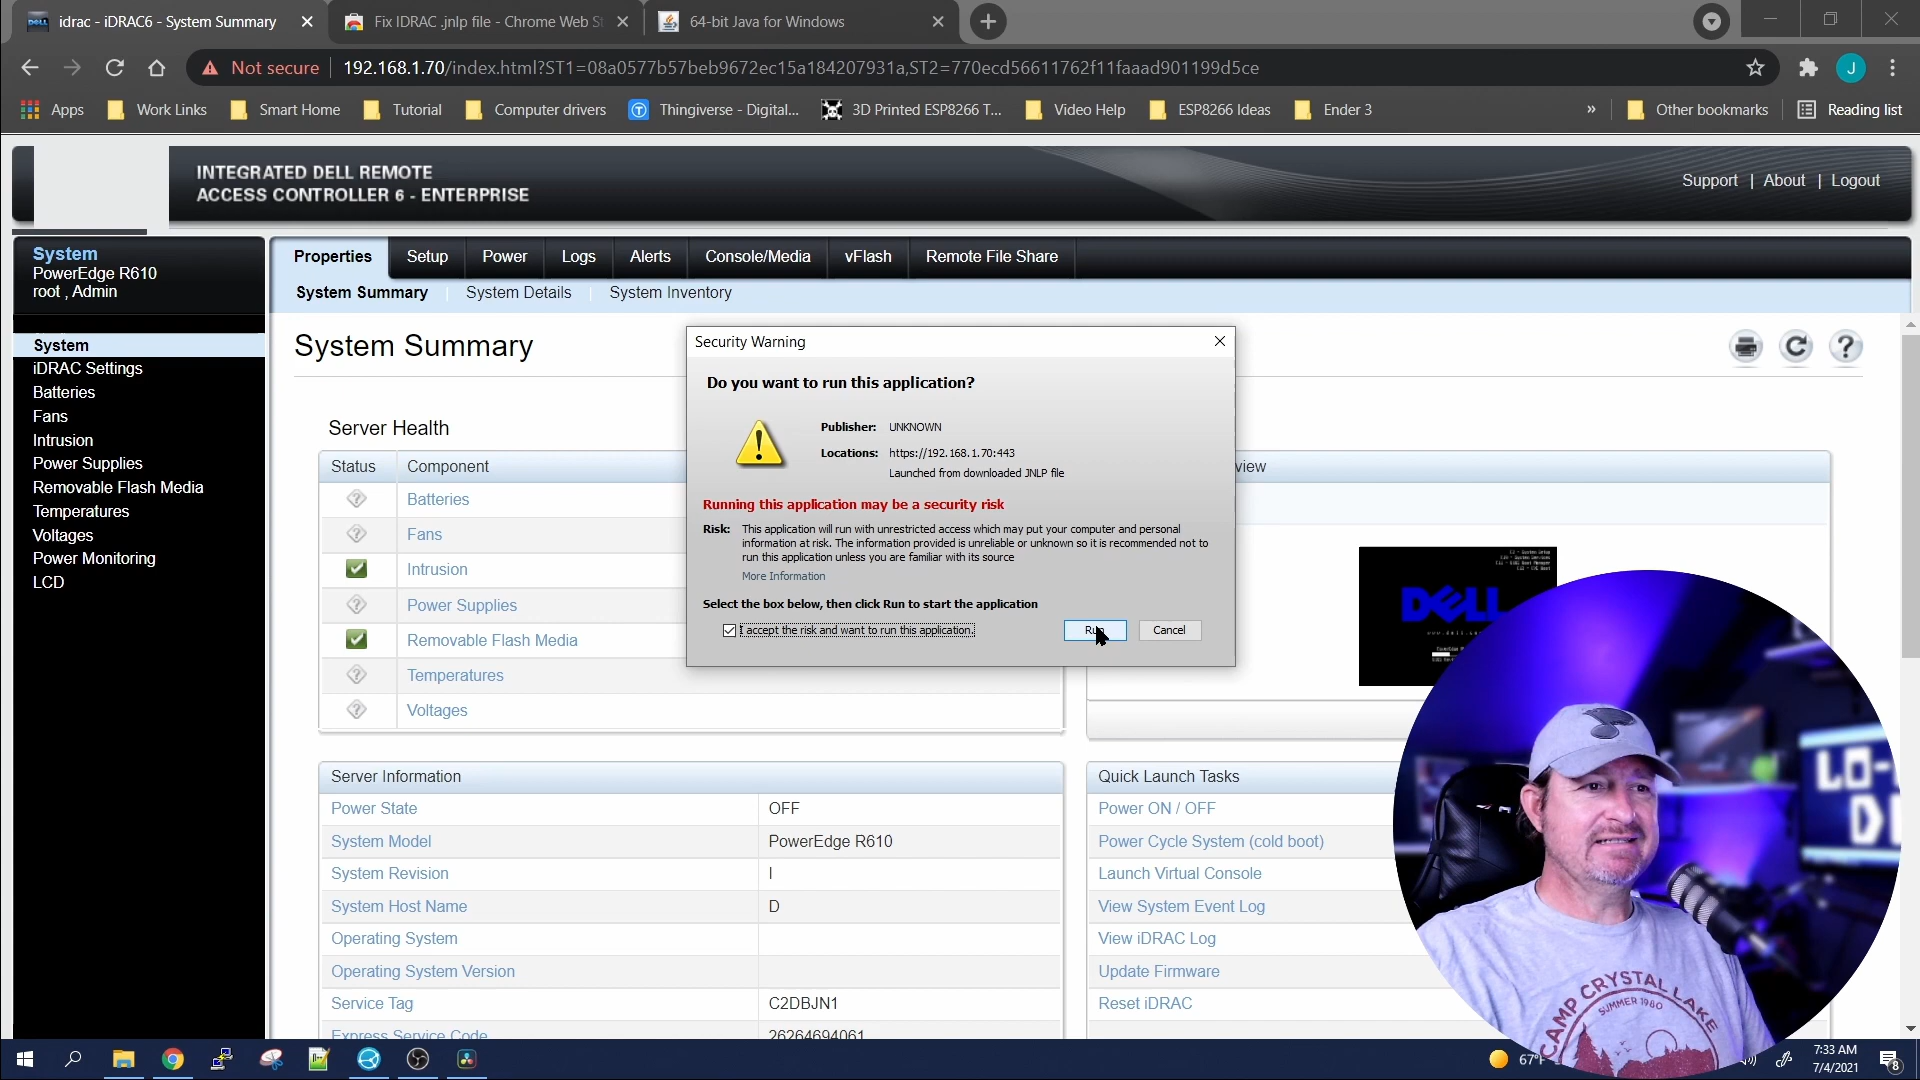 idrac - iDRAC6 - System Summary
Fix IDRAC .jnlp file - Chrome Web St
64-bit Java for Windows
Not secure
192.168.1.70/index.html?ST1=08a0577b57beb9672ec15a184207931a,ST2=770ecd56611762f11faaad901199d5ce
J
Apps
Work Links
Smart Home
Tutorial
Computer drivers
Thingiverse - Digital...
3D Printed ESP8266 T...
Video Help
ESP8266 Ideas
Ender 3
»
Other bookmarks
Reading list
INTEGRATED DELL REMOTE
ACCESS CONTROLLER 6 - ENTERPRISE
Support | About | Logout
System
PowerEdge R610
root , Admin
Properties
Setup
Power
Logs
Alerts
Console/Media
vFlash
Remote File Share
System Summary
System Details
System Inventory
System
iDRAC Settings
Batteries
Fans
Intrusion
Power Supplies
Removable Flash Media
Temperatures
Voltages
Power Monitoring
LCD
System Summary
Server Health
Status
Component
Batteries
Fans
Intrusion
Power Supplies
Removable Flash Media
Temperatures
Voltages
view
Security Warning
Do you want to run this application?
Publisher: UNKNOWN
Locations: https://192.168.1.70:443
Launched from downloaded JNLP file
Running this application may be a security risk
Risk: This application will run with unrestricted access which may put your computer and personal
information at risk. The information provided is unreliable or unknown so it is recommended not to
run this application unless you are familiar with its source
More Information
Select the box below, then click Run to start the application
I accept the risk and want to run this application.
Run
Cancel
DELL
Server Information
Power State
OFF
System Model
PowerEdge R610
System Revision
I
System Host Name
D
Operating System
Operating System Version
Service Tag
C2DBJN1
Express Service Code
26264694061
Quick Launch Tasks
Power ON / OFF
Power Cycle System (cold boot)
Launch Virtual Console
View System Event Log
View iDRAC Log
Update Firmware
Reset iDRAC
LO-
D
CAMP CRYSTAL LAKE
SUMMER 1980
67°F
7:33 AM
7/4/2021
8